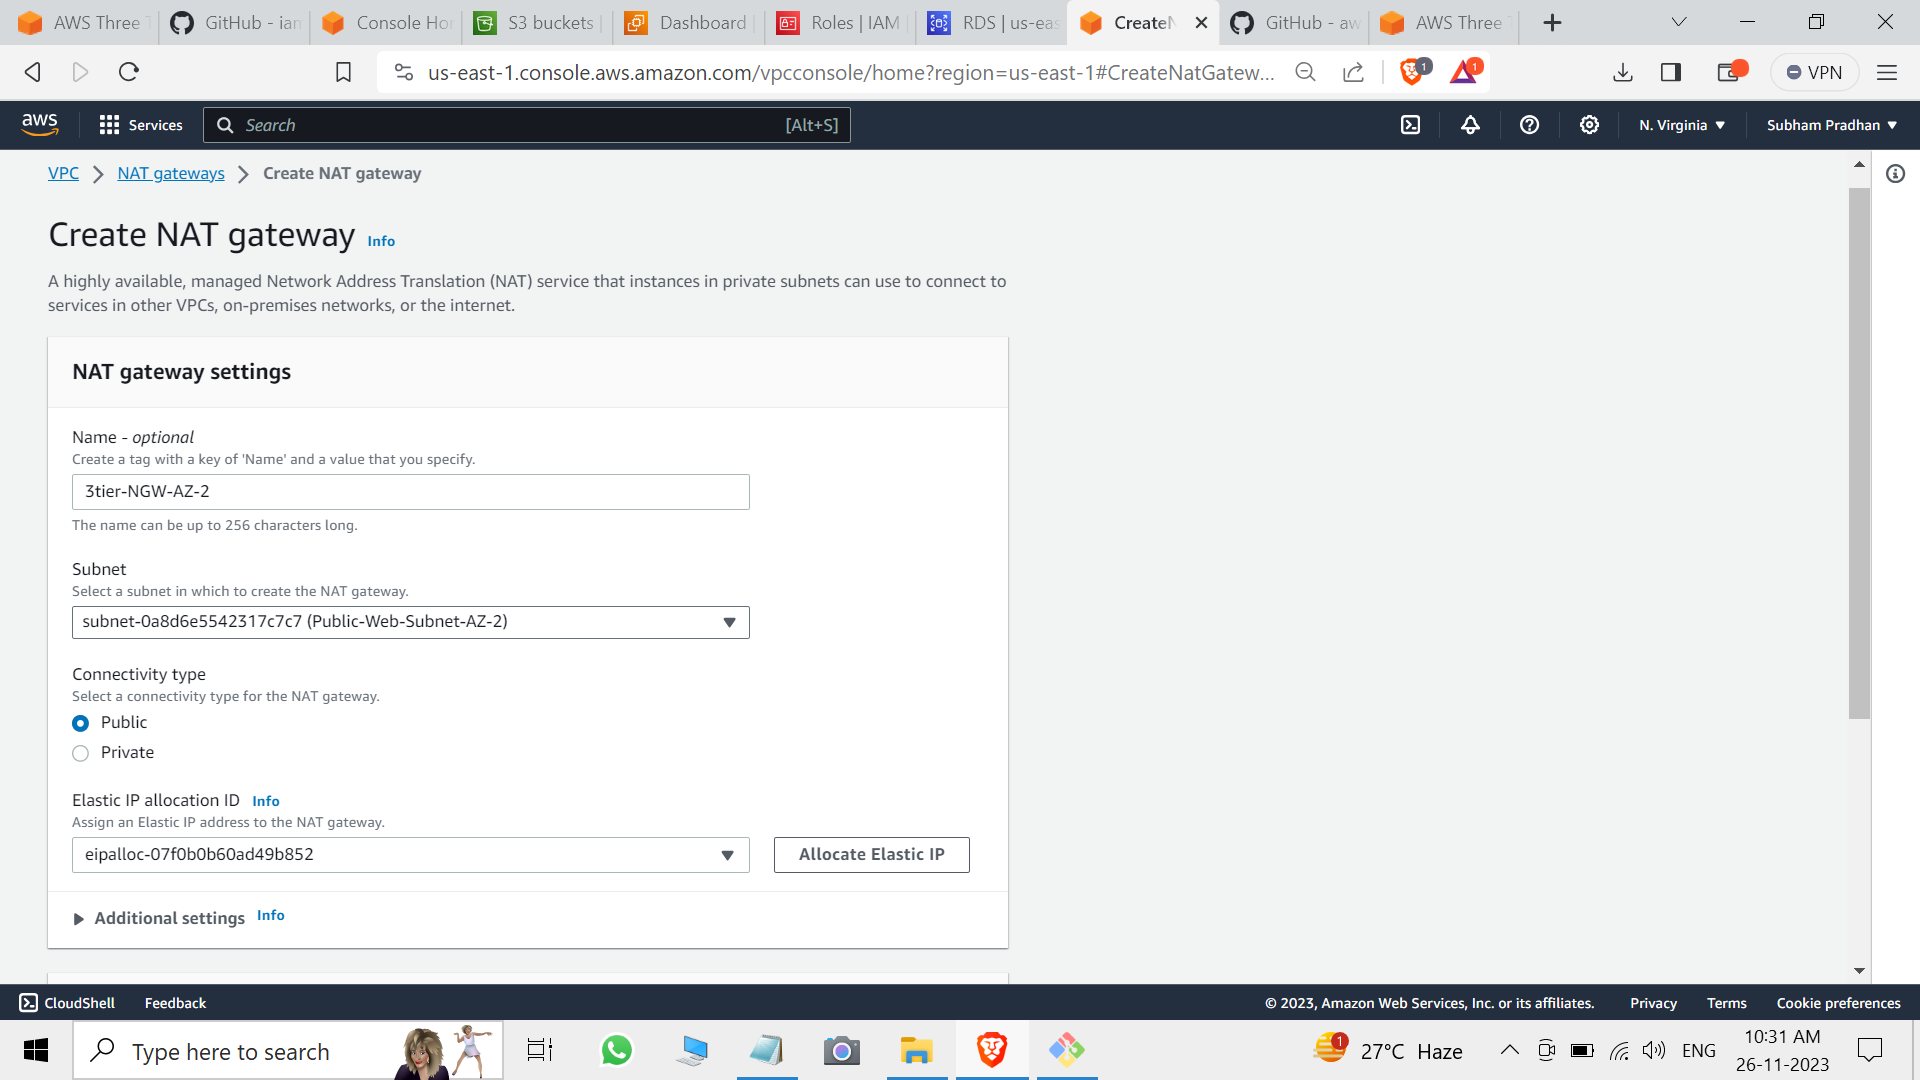 AWS Three T
GitHub - ian
Console Hor
S3 buckets |
Dashboard |
Roles | IAM |
RDS | us-eas
CreateN
GitHub - aw
AWS Three T
us-east-1.console.aws.amazon.com/vpcconsole/home?region=us-east-1#CreateNatGatew...
1
1
VPN
aws
Services
Search
[Alt+S]
N. Virginia
Subham Pradhan
VPC
NAT gateways
Create NAT gateway
Create NAT gateway Info
A highly available, managed Network Address Translation (NAT) service that instances in private subnets can use to connect to
services in other VPCs, on-premises networks, or the internet.
NAT gateway settings
Name - optional
Create a tag with a key of 'Name' and a value that you specify.
3tier-NGW-AZ-2
The name can be up to 256 characters long.
Subnet
Select a subnet in which to create the NAT gateway.
subnet-0a8d6e5542317c7c7 (Public-Web-Subnet-AZ-2)
Connectivity type
Select a connectivity type for the NAT gateway.
Public
Private
Elastic IP allocation ID Info
Assign an Elastic IP address to the NAT gateway.
eipalloc-07f0b0b60ad49b852
Allocate Elastic IP
Additional settings Info
CloudShell
Feedback
© 2023, Amazon Web Services, Inc. or its affiliates.
Privacy
Terms
Cookie preferences
Type here to search
1
27°C Haze
ENG
10:31 AM
26-11-2023